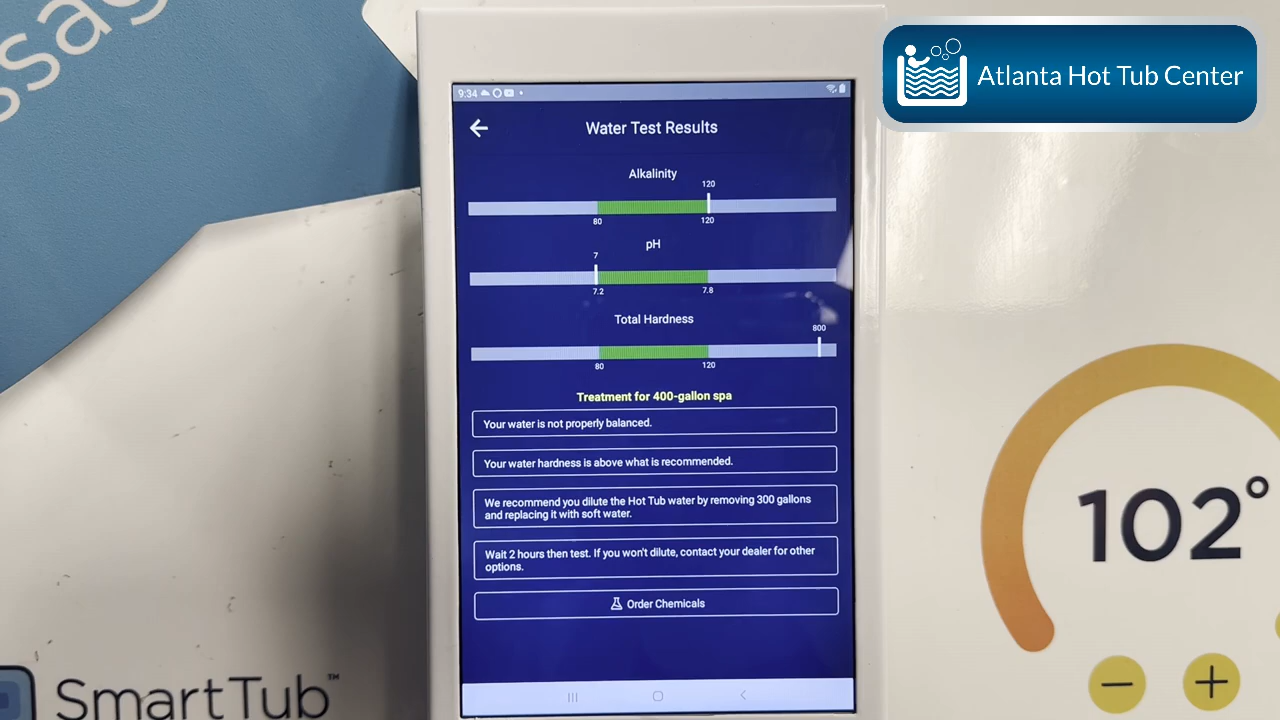 Atlanta Hot Tub Center
9:34
Water Test Results
Alkalinity
120
80
120
pH
7
7.2
7.8
Total Hardness
800
80
120
Treatment for 400-gallon spa
Your water is not properly balanced.
Your water hardness is above what is recommended.
We recommend you dilute the Hot Tub water by removing 300 gallons
and replacing it with soft water.
Wait 2 hours then test. If you won't dilute, contact your dealer for other
options.
Order Chemicals
102°
SmartTub™